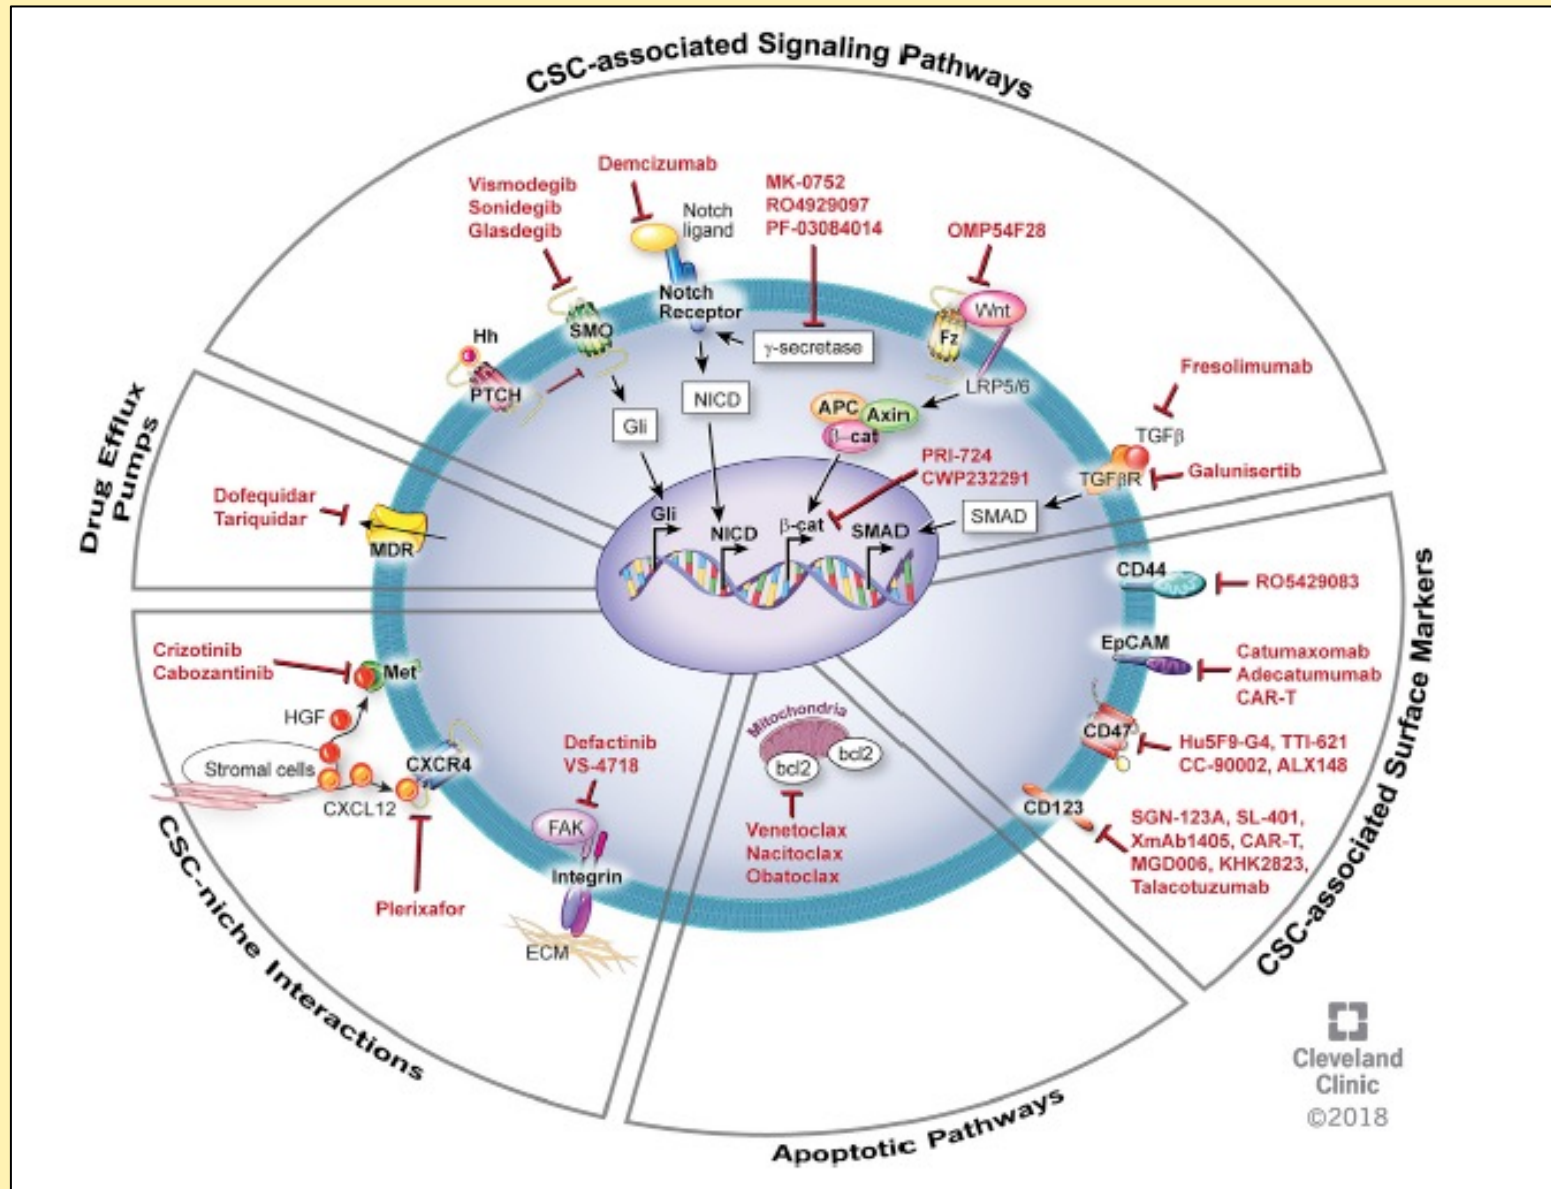 CSC-associated Signaling Pathways
Demcizumab
Vismodegib
Sonidegib
Glasdegib
Notch
ligand
MK-0752
RO4929097
PF-03084014
OMP54F28
Notch
Receptor
Wnt
Fz
SMO
Hh
PTCH
γ-secretase
LRP5/6
Fresolimumab
NICD
Gli
APC
Axin
β-cat
TGFβ
TGFβR
Galunisertib
PRI-724
CWP232291
SMAD
Gli
NICD
β-cat
SMAD
Drug Efflux
Pumps
Dofequidar
Tariquidar
MDR
CSC-associated Surface Markers
CD44
RO5429083
EpCAM
Catumaxomab
Adecatumumab
CAR-T
CD47
Hu5F9-G4, TTI-621
CC-90002, ALX148
CD123
SGN-123A, SL-401,
XmAb1405, CAR-T,
MGD006, KHK2823,
Talacotuzumab
Crizotinib
Cabozantinib
Met
HGF
Stromal cells
CXCR4
CXCL12
Plerixafor
Defactinib
VS-4718
FAK
Integrin
ECM
CSC-niche Interactions
Mitochondria
bcl2
bcl2
Venetoclax
Nacitoclax
Obatoclax
Apoptotic Pathways
Cleveland
Clinic
©2018